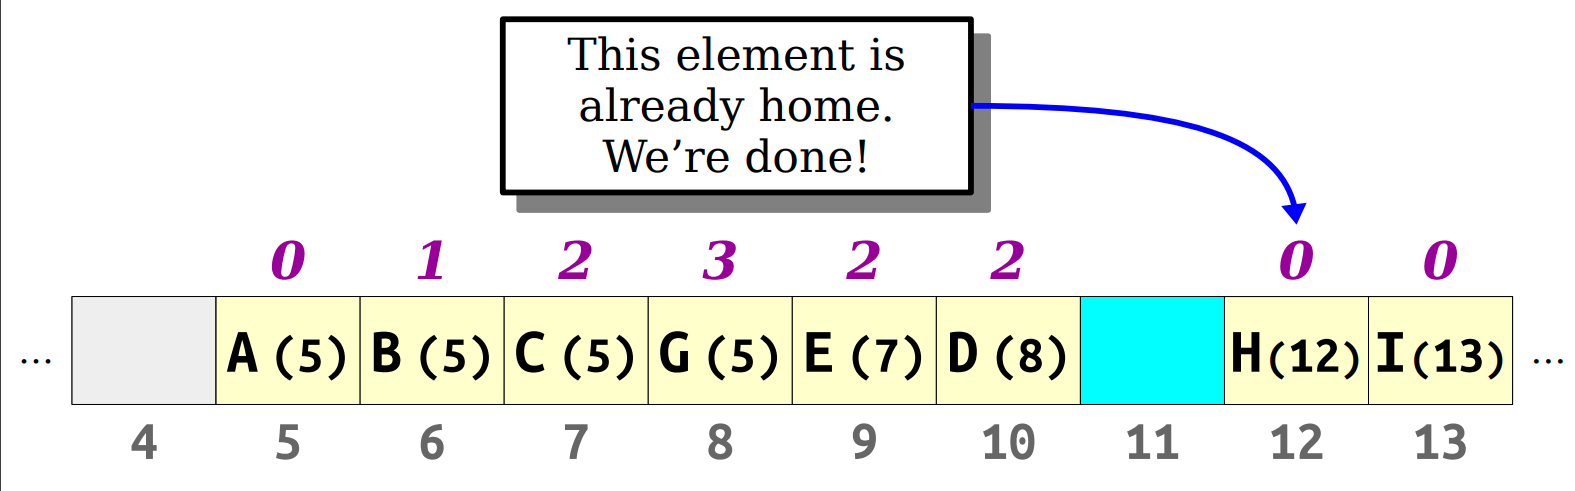 This element is
already home.
We’re done!
0 1 2 3 2 2 0 0
... A (5) B (5) C (5) G (5) E (7) D (8) H(12) I(13) ...
4 5 6 7 8 9 10 11 12 13